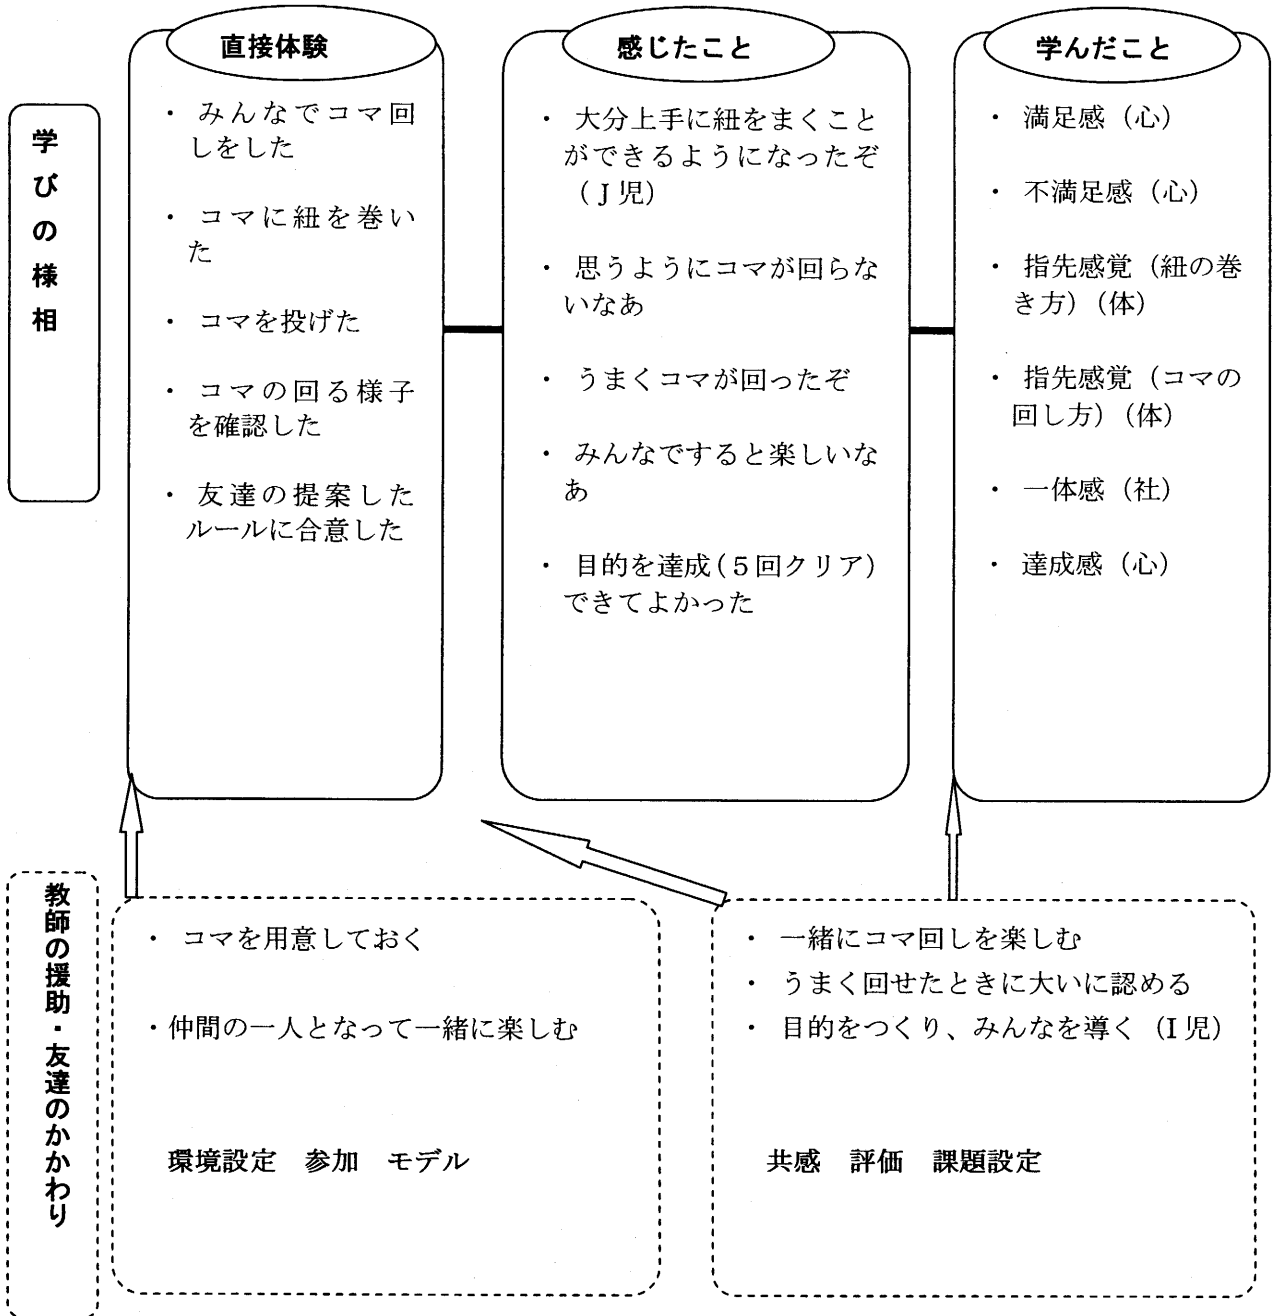 学びの様相
直接体験
・ みんなでコマ回
しをした
・ コマに紐を巻い
た
・ コマを投げた
・ コマの回る様子
を確認した
・ 友達の提案した
ルールに合意した
感じたこと
・ 大分上手に紐をまくこと
ができるようになったぞ
（J児）
・ 思うようにコマが回らな
いなあ
・ うまくコマが回ったぞ
・ みんなですると楽しいな
あ
・ 目的を達成（５回クリア）
できてよかった
学んだこと
・ 満足感（心）
・ 不満足感（心）
・ 指先感覚（紐の巻
き方）（体）
・ 指先感覚（コマの
回し方）（体）
・ 一体感（社）
・ 達成感（心）
教師の援助・友達のかかわり
・ コマを用意しておく
・仲間の一人となって一緒に楽しむ
環境設定　参加　モデル
・ 一緒にコマ回しを楽しむ
・ うまく回せたときに大いに認める
・ 目的をつくり、みんなを導く（I児）
共感　評価　課題設定